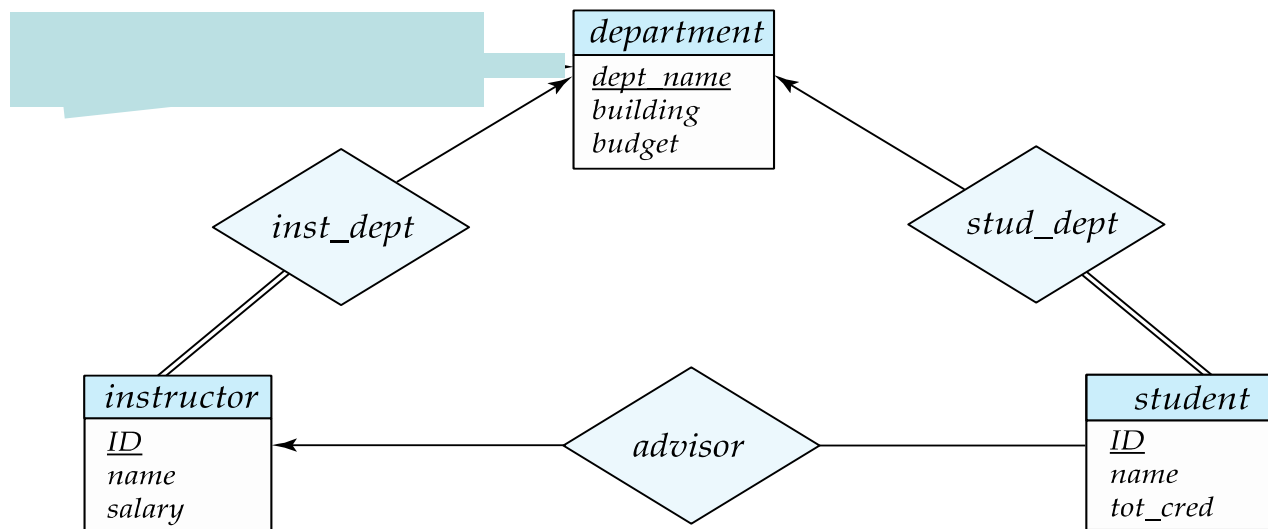 department
dept_name
building
budget
inst_dept
stud_dept
instructor
ID
name
salary
advisor
student
ID
name
tot_cred